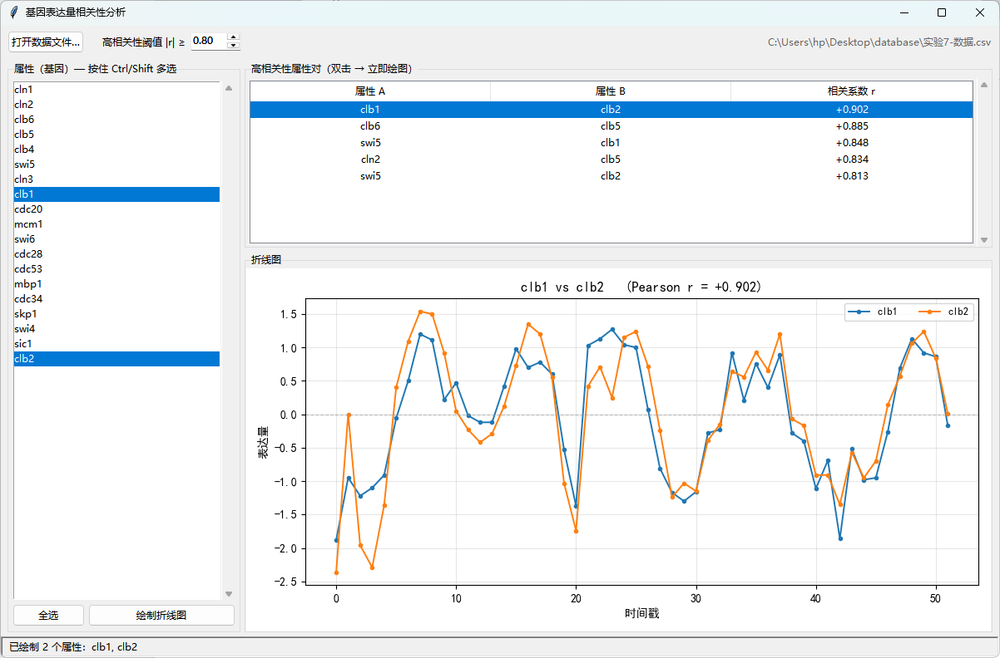 基因表达量相关性分析
打开数据文件... 高相关性阈值 |r| ≥ 0.80 C:\Users\hp\Desktop\database\实验7-数据.csv
属性（基因）— 按住 Ctrl/Shift 多选
cln1
cln2
clb6
clb5
clb4
swi5
cln3
clb1
cdc20
mcm1
swi6
cdc28
cdc53
mbp1
cdc34
skp1
swi4
sic1
clb2
全选 绘制折线图
高相关性属性对（双击 → 立即绘图）
属性 A 属性 B 相关系数 r
clb1 clb2 +0.902
clb6 clb5 +0.885
swi5 clb1 +0.848
cln2 clb5 +0.834
swi5 clb2 +0.813
折线图
clb1 vs clb2 (Pearson r = +0.902)
clb1 clb2
1.5
1.0
0.5
0.0
-0.5
-1.0
-1.5
-2.0
-2.5
表达量
0 10 20 30 40 50
时间戳
已绘制 2 个属性：clb1, clb2